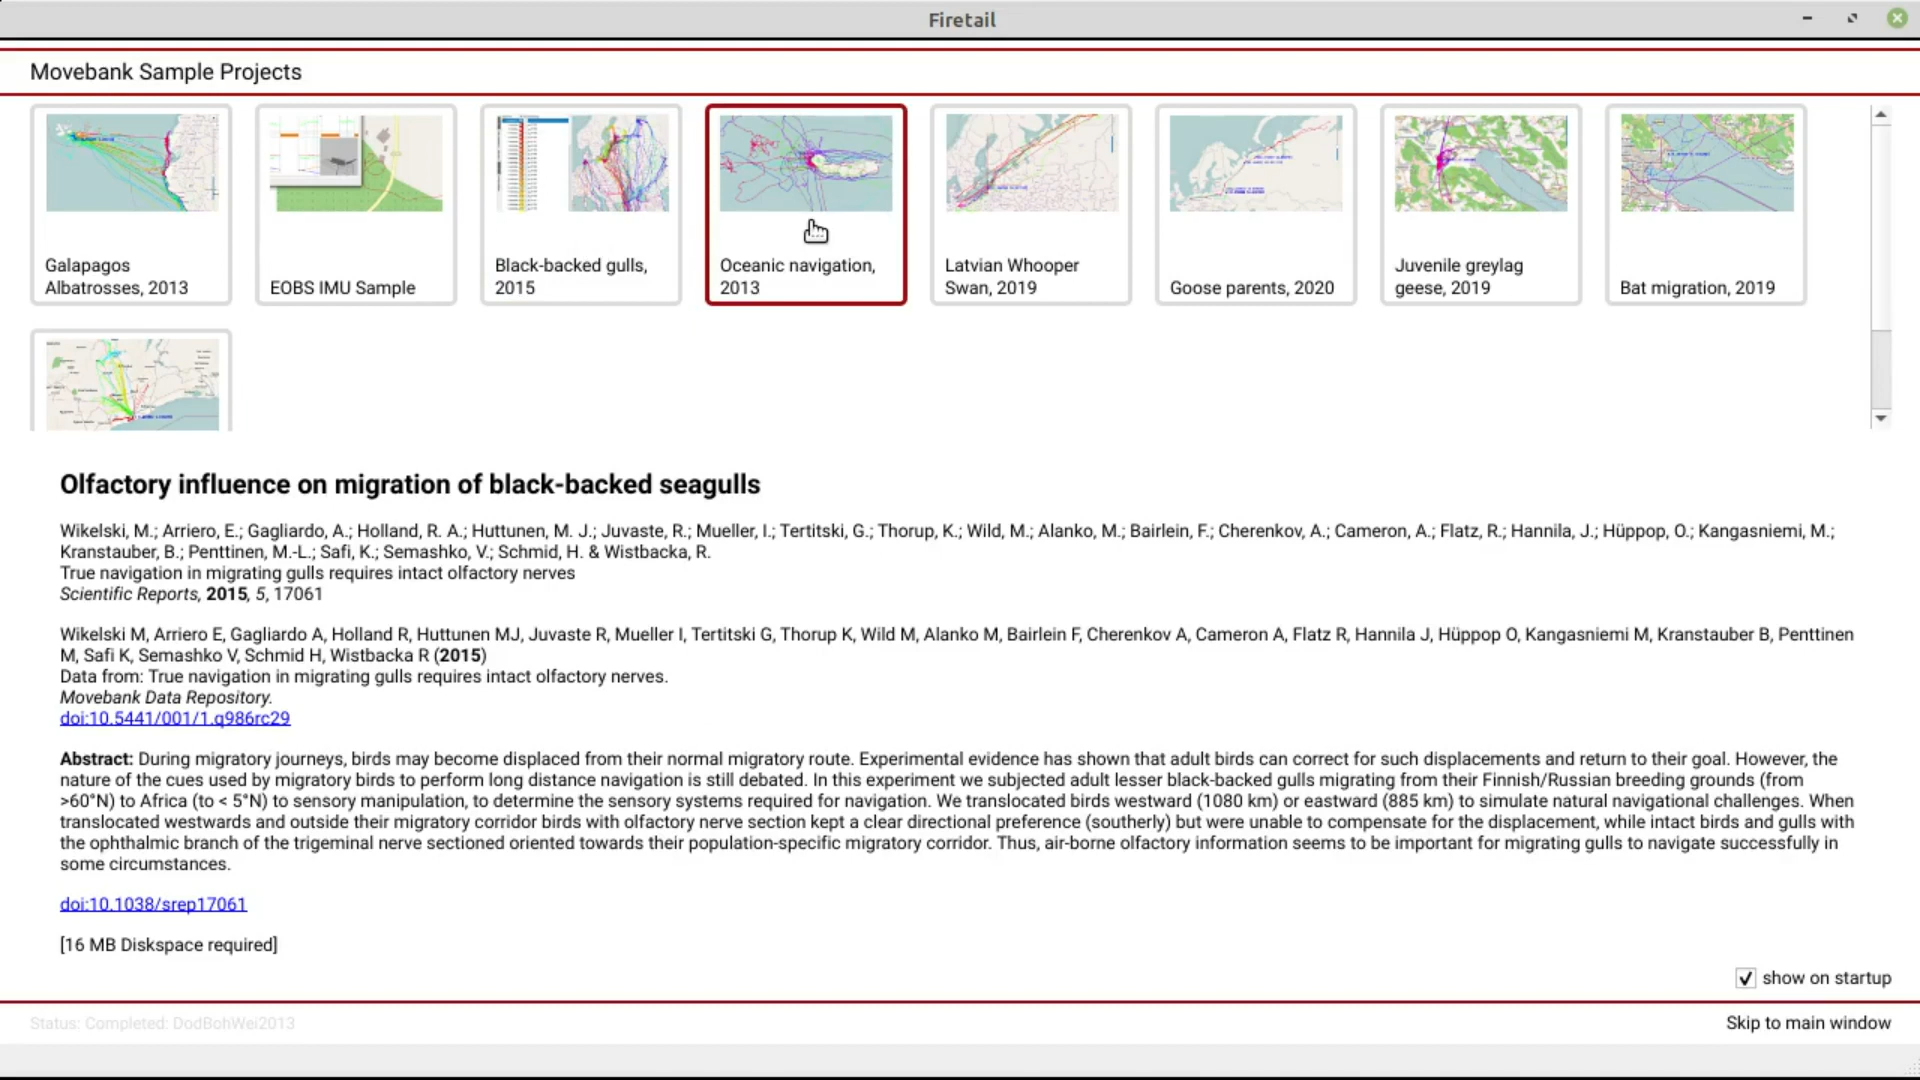 Firetail
Movebank Sample Projects
Galapagos
Albatrosses, 2013
EOBS IMU Sample
Black-backed gulls,
2015
Oceanic navigation,
2013
Latvian Whooper
Swan, 2019
Goose parents, 2020
Juvenile greylag
geese, 2019
Bat migration, 2019
Olfactory influence on migration of black-backed seagulls
Wikelski, M.; Arriero, E.; Gagliardo, A.; Holland, R. A.; Huttunen, M. J.; Juvaste, R.; Mueller, I.; Tertitski, G.; Thorup, K.; Wild, M.; Alanko, M.; Bairlein, F.; Cherenkov, A.; Cameron, A.; Flatz, R.; Hannila, J.; Hüppop, O.; Kangasniemi, M.;
Kranstauber, B.; Penttinen, M.-L.; Safi, K.; Semashko, V.; Schmid, H. & Wistbacka, R.
True navigation in migrating gulls requires intact olfactory nerves
Scientific Reports, 2015, 5, 17061
Wikelski M, Arriero E, Gagliardo A, Holland R, Huttunen MJ, Juvaste R, Mueller I, Tertitski G, Thorup K, Wild M, Alanko M, Bairlein F, Cherenkov A, Cameron A, Flatz R, Hannila J, Hüppop O, Kangasniemi M, Kranstauber B, Penttinen
M, Safi K, Semashko V, Schmid H, Wistbacka R (2015)
Data from: True navigation in migrating gulls requires intact olfactory nerves.
Movebank Data Repository.
doi:10.5441/001/1.q986rc29
Abstract: During migratory journeys, birds may become displaced from their normal migratory route. Experimental evidence has shown that adult birds can correct for such displacements and return to their goal. However, the
nature of the cues used by migratory birds to perform long distance navigation is still debated. In this experiment we subjected adult lesser black-backed gulls migrating from their Finnish/Russian breeding grounds (from
>60°N) to Africa (to < 5°N) to sensory manipulation, to determine the sensory systems required for navigation. We translocated birds westward (1080 km) or eastward (885 km) to simulate natural navigational challenges. When
translocated westwards and outside their migratory corridor birds with olfactory nerve section kept a clear directional preference (southerly) but were unable to compensate for the displacement, while intact birds and gulls with
the ophthalmic branch of the trigeminal nerve sectioned oriented towards their population-specific migratory corridor. Thus, air-borne olfactory information seems to be important for migrating gulls to navigate successfully in
some circumstances.
doi:10.1038/srep17061
[16 MB Diskspace required]
show on startup
Status: Completed: DodBohWei2013
Skip to main window